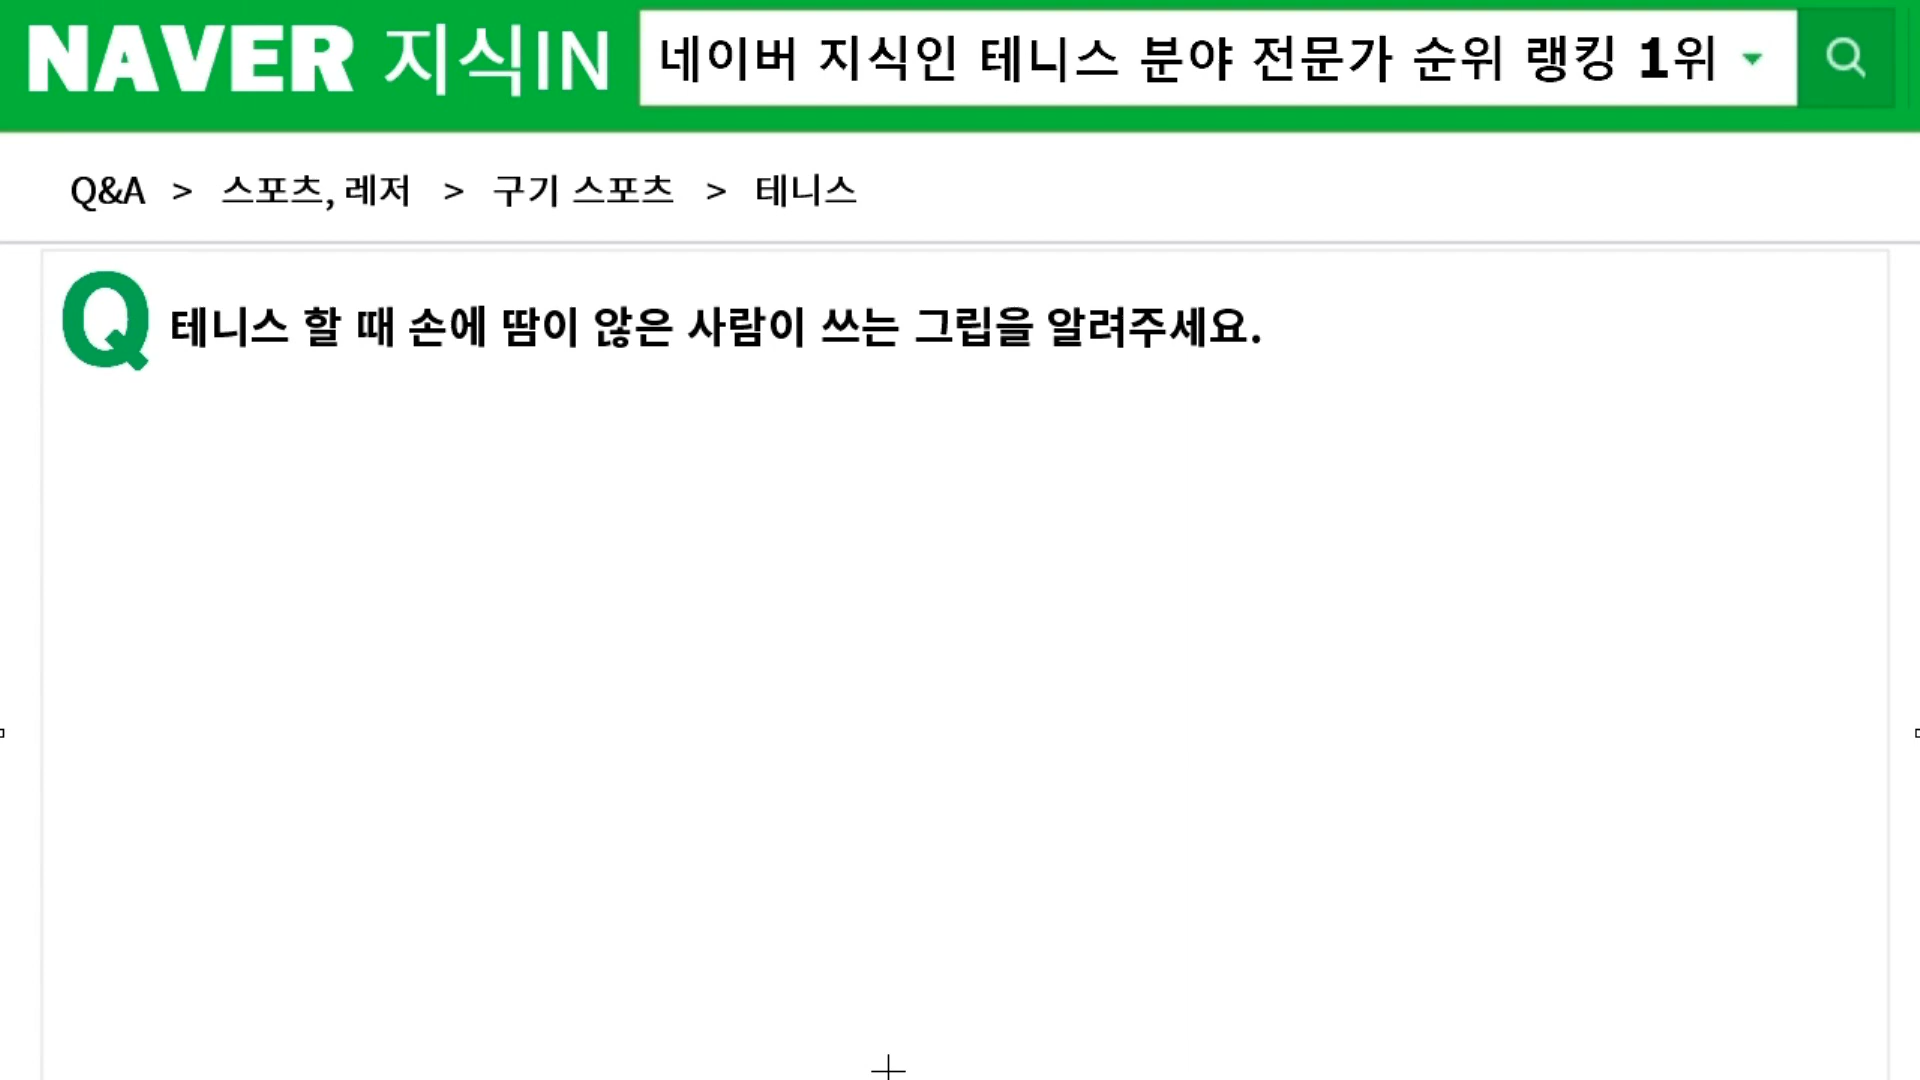 NAVER 지식IN 네이버 지식인 테니스 분야 전문가 순위 랭킹 1위
Q&A > 스포츠, 레저 > 구기 스포츠 > 테니스
Q 테니스 할 때 손에 땀이 않은 사람이 쓰는 그립을 알려주세요.